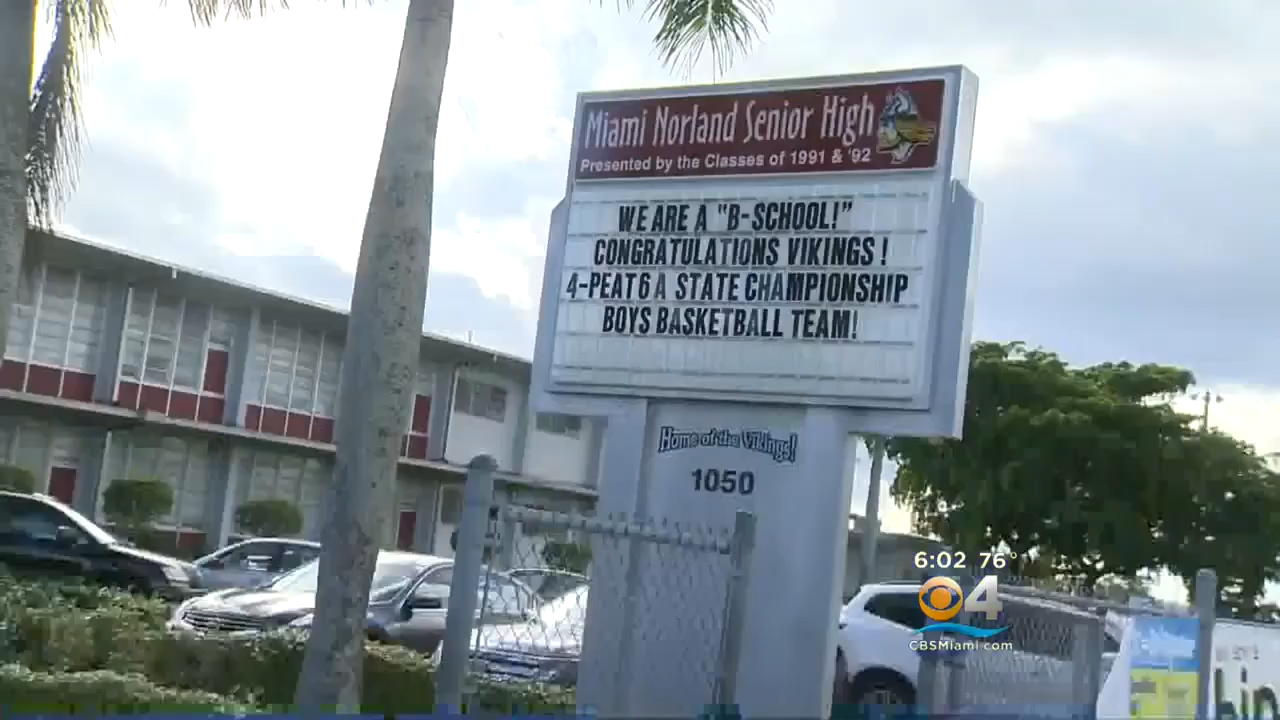 Miami Norland Senior High
Presented by the Classes of 1991 & '92
WE ARE A "B-SCHOOL!"
CONGRATULATIONS VIKINGS!
4-PEAT 6 A STATE CHAMPIONSHIP
BOYS BASKETBALL TEAM!
Home of the Vikings!
1050
6:02 76°
4
CBSMiami.com